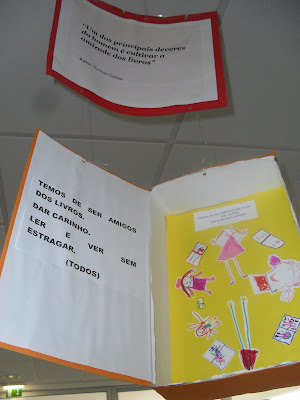 "Um dos principais deveres
do homem é cultivar a
amizade dos livros"
TEMOS DE SER AMIGOS
DOS LIVROS.
DAR CARINHO.
LER E VER SEM
ESTRAGAR.
(TODOS)